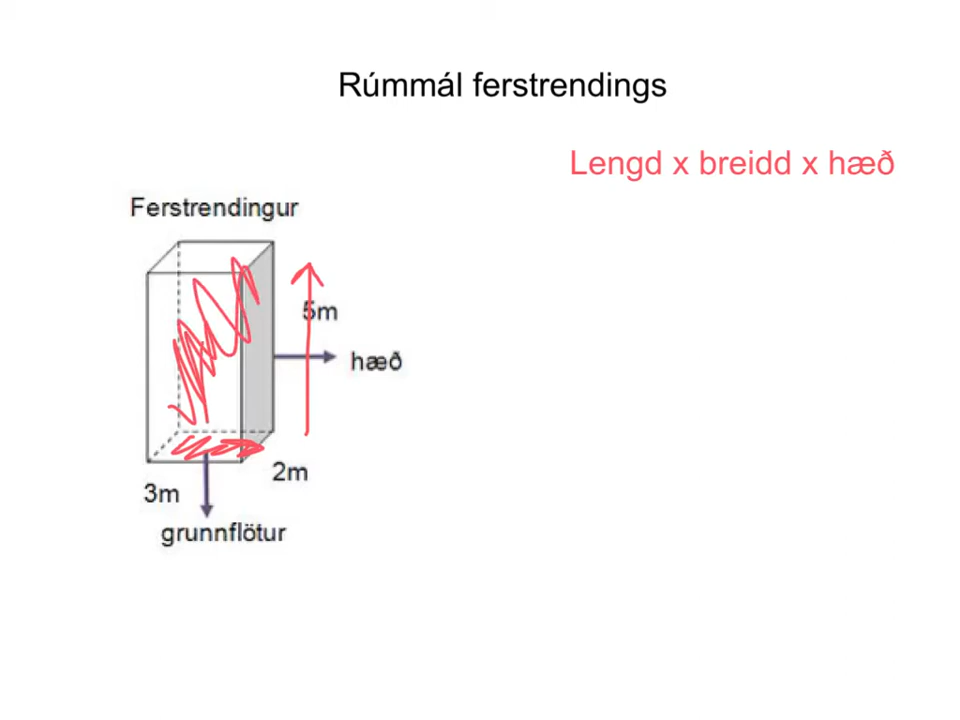 Rúmmál ferstrendings
Lengd x breidd x hæð
Ferstrendingur
5m
hæð
2m
3m
grunnflötur